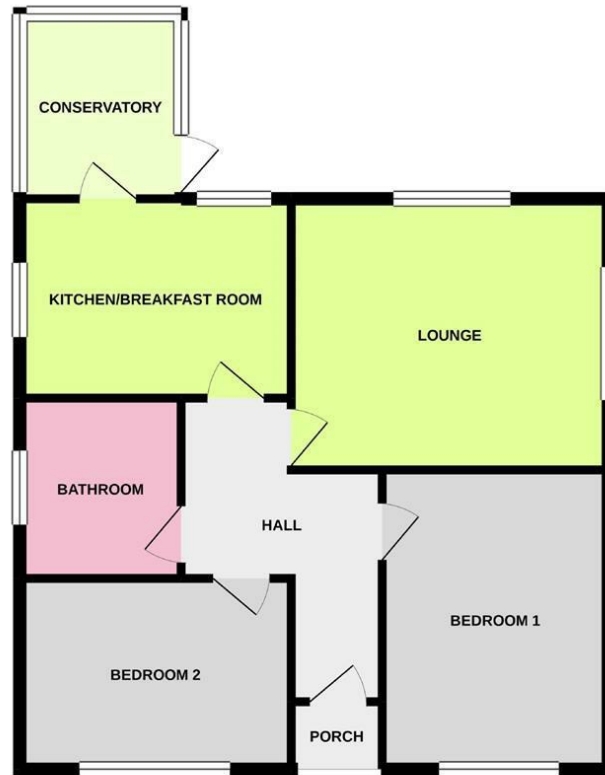 CONSERVATORY
KITCHEN/BREAKFAST ROOM
LOUNGE
BATHROOM
HALL
BEDROOM 1
BEDROOM 2
PORCH